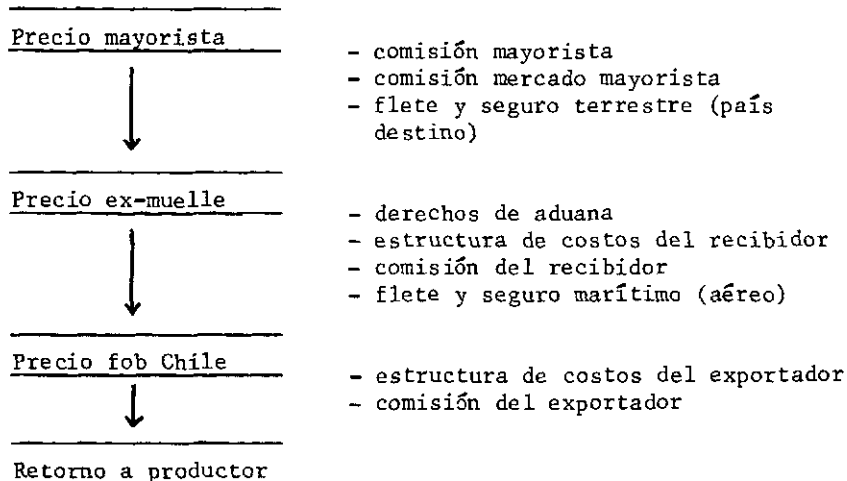 Precio mayorista
- comisión mayorista
- comisión mercado mayorista
- flete y seguro terrestre (país
destino)
Precio ex-muelle
- derechos de aduana
- estructura de costos del recibidor
- comisión del recibidor
- flete y seguro marítimo (aéreo)
Precio fob Chile
- estructura de costos del exportador
- comisión del exportador
Retorno a productor